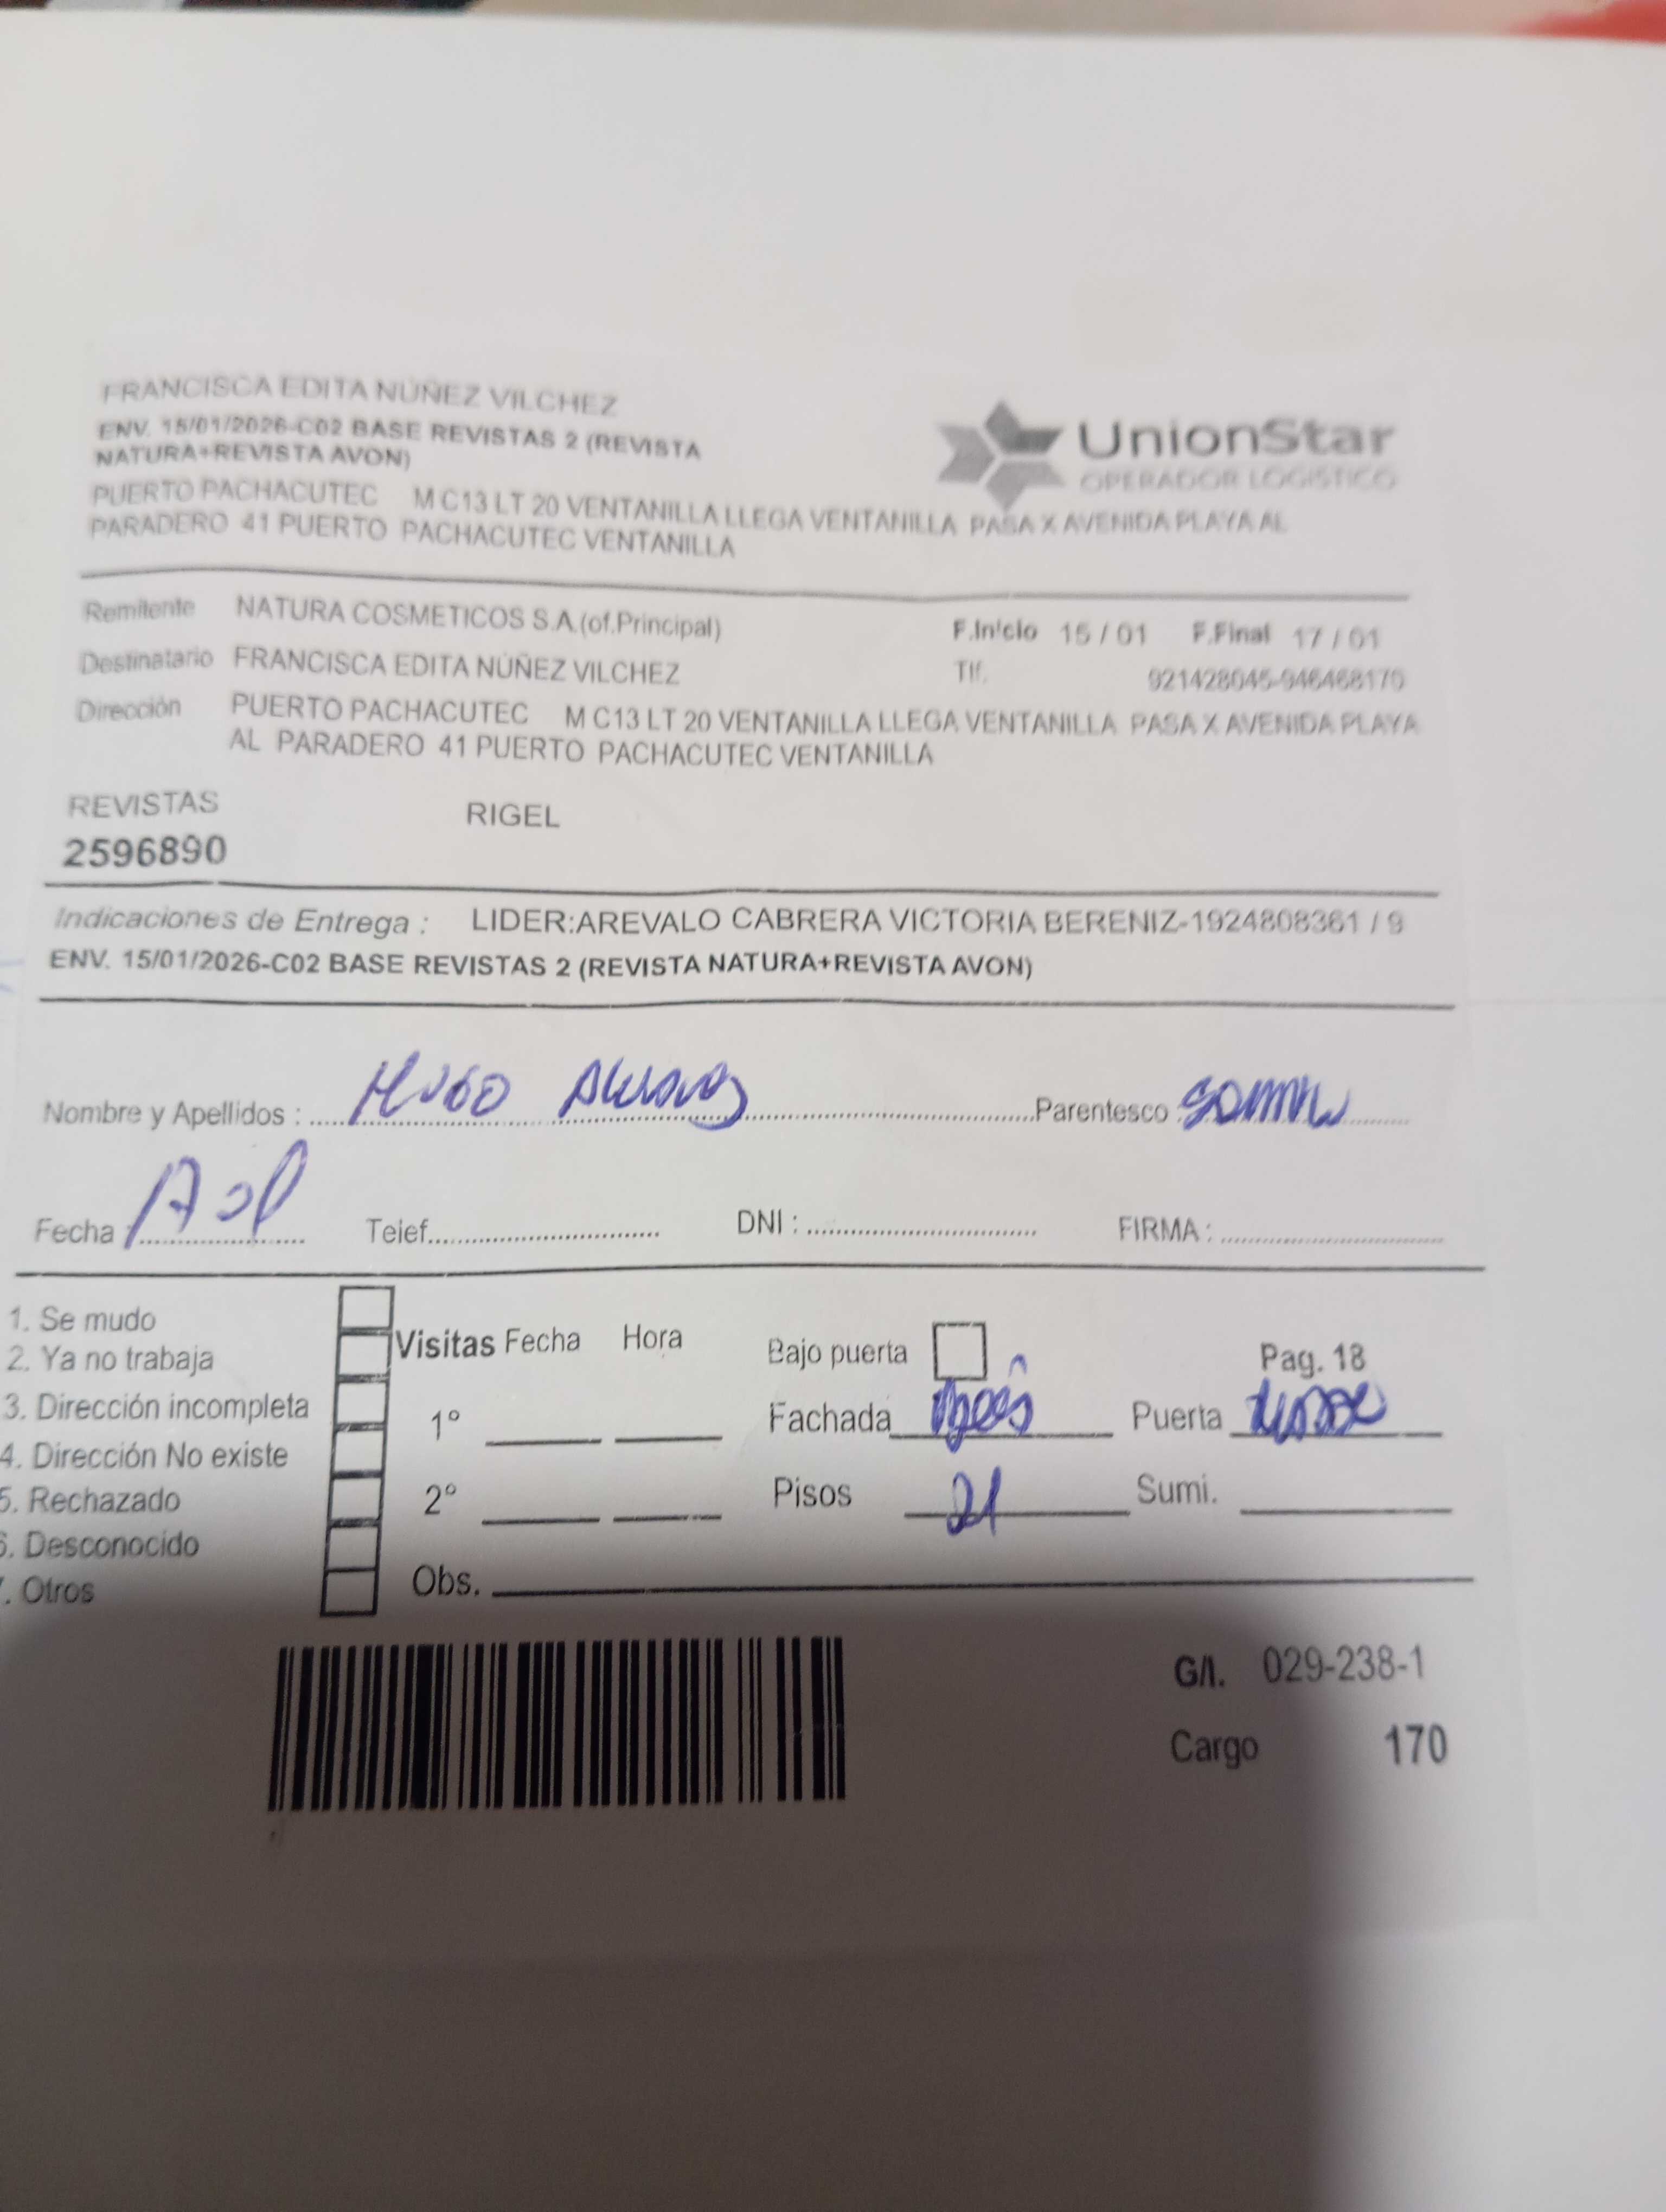 FRANCISCA EDITA NÚÑEZ VILCHEZ
ENV. 15/01/2026-C02 BASE REVISTAS 2 (REVISTA
NATURA+REVISTA AVON)
UnionStar
OPERADOR LOGISTICO
PUERTO PACHACUTEC M C13 LT 20 VENTANILLA LLEGA VENTANILLA PASA X AVENIDA PLAYA AL
PARADERO 41 PUERTO PACHACUTEC VENTANILLA
Remitente NATURA COSMETICOS S.A.(of.Principal) F.Inicio 15 / 01 F.Final 17 / 01
Destinatario FRANCISCA EDITA NÚÑEZ VILCHEZ Tlf. 921428045-946468170
Dirección PUERTO PACHACUTEC M C13 LT 20 VENTANILLA LLEGA VENTANILLA PASA X AVENIDA PLAYA
AL PARADERO 41 PUERTO PACHACUTEC VENTANILLA
REVISTAS RIGEL
2596890
Indicaciones de Entrega : LIDER:AREVALO CABRERA VICTORIA BERENIZ-1924808361 / 9
ENV. 15/01/2026-C02 BASE REVISTAS 2 (REVISTA NATURA+REVISTA AVON)
Nombre y Apellidos : Hugo Parentesco
Fecha : Telef. DNI : FIRMA :
1. Se mudo
2. Ya no trabaja
3. Dirección incompleta
4. Dirección No existe
5. Rechazado
6. Desconocido
. Otros
Visitas Fecha Hora
1°
2°
Obs.
Bajo puerta Pag. 18
Fachada Puerta
Pisos Sumi.
G/I. 029-238-1
Cargo 170